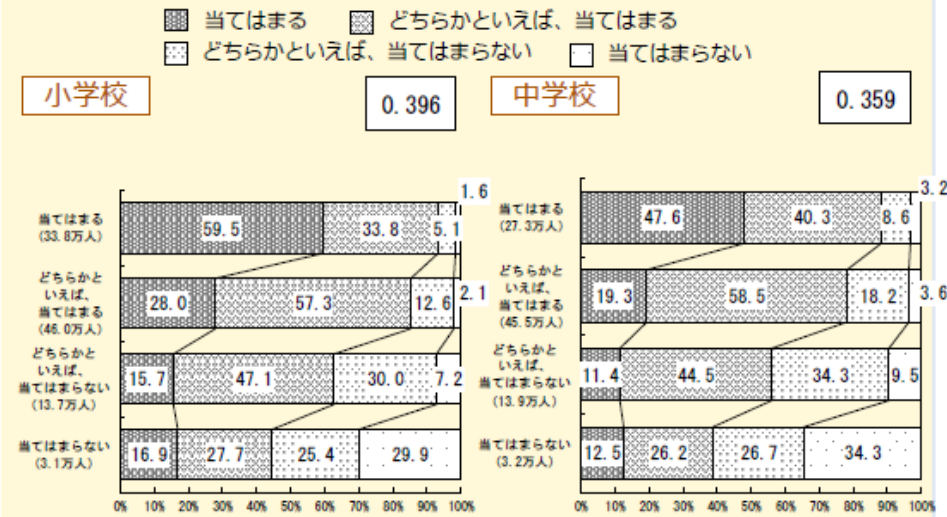 当てはまる どちらかといえば、当てはまる
どちらかといえば、当てはまらない 当てはまらない
小学校 0.396 中学校 0.359
1.6
当てはまる
(33.8万人)
59.5 33.8 5.1
どちらかと
いえば、
当てはまる
(46.0万人)
28.0 57.3 12.6 2.1
どちらかと
いえば、
当てはまらない
(13.7万人)
15.7 47.1 30.0 7.2
当てはまらない
(3.1万人)
16.9 27.7 25.4 29.9
0% 10% 20% 30% 40% 50% 60% 70% 80% 90% 100%
3.2
当てはまる
(27.3万人)
47.6 40.3 8.6
どちらかと
いえば、
当てはまる
(45.5万人)
19.3 58.5 18.2 3.6
どちらかと
いえば、
当てはまらない
(13.9万人)
11.4 44.5 34.3 9.5
当てはまらない
(3.2万人)
12.5 26.2 26.7 34.3
0% 10% 20% 30% 40% 50% 60% 70% 80% 90% 100%